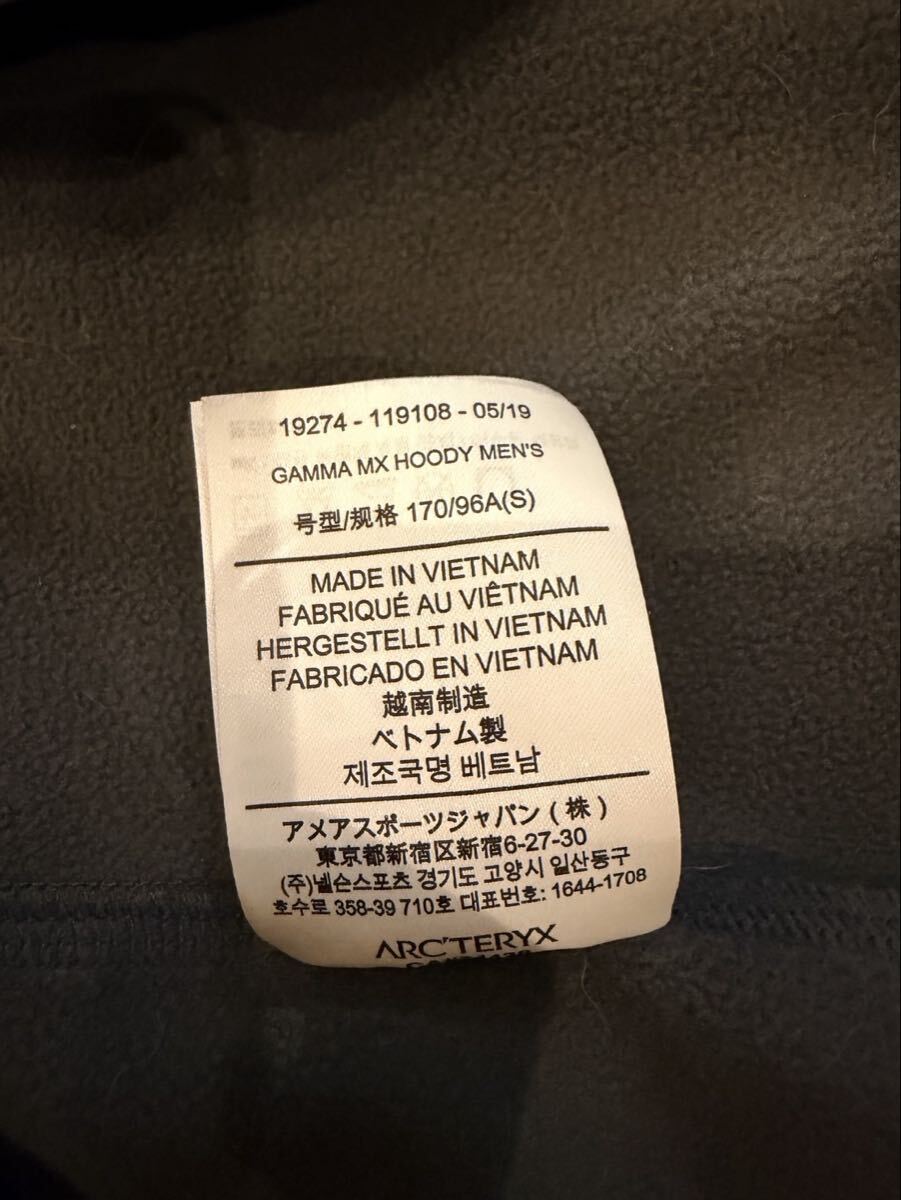 19274 - 119108 - 05/19
GAMMA MX HOODY MEN'S
号型/规格 170/96A(S)
MADE IN VIETNAM
FABRIQUÉ AU VIÊTNAM
HERGESTELLT IN VIETNAM
FABRICADO EN VIETNAM
越南制造
ベトナム製
제조국명 베트남
アメアスポーツジャパン(株)
東京都新宿区新宿6-27-30
(주)넬슨스포츠 경기도 고양시 일산동구
호수로 358-39 710호 대표번호: 1644-1708
ARC'TERYX